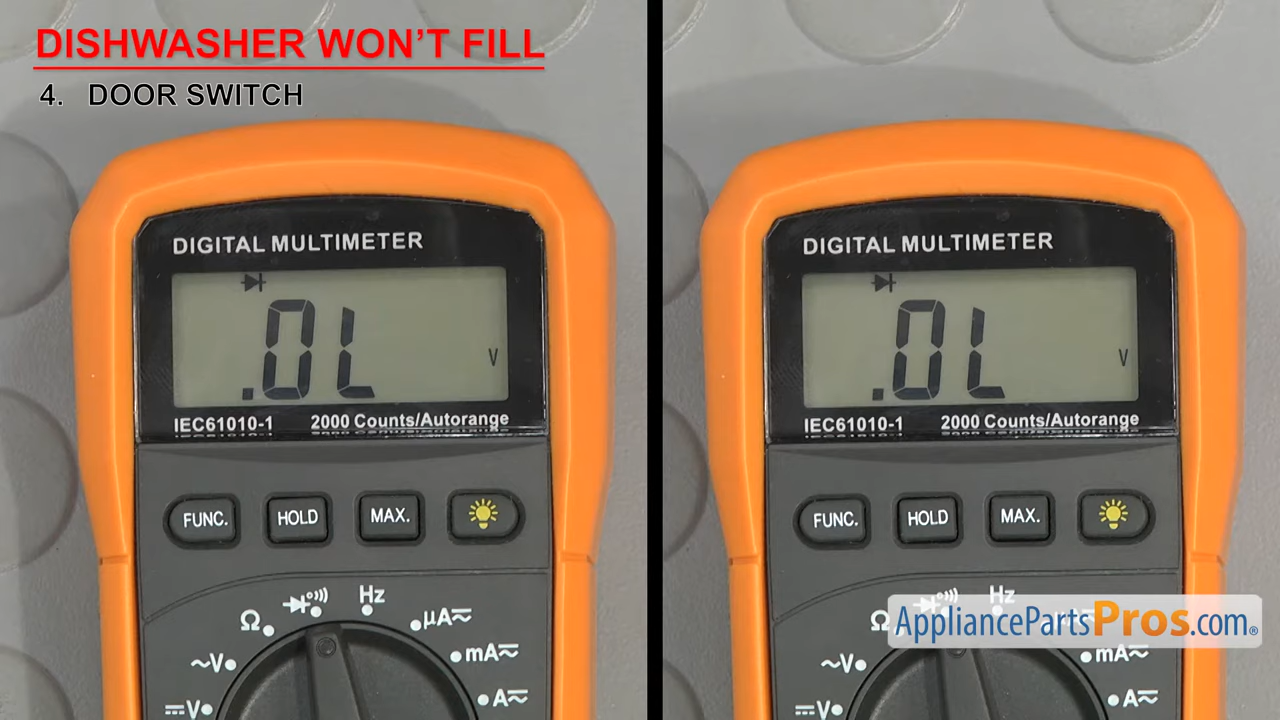 DISHWASHER WON'T FILL
4. DOOR SWITCH
DIGITAL MULTIMETER
.0L
V
IEC61010-1 2000 Counts/Autorange
FUNC. HOLD MAX.
Hz
Ω
μA
mA
~V
A
V
DIGITAL MULTIMETER
.0L
V
IEC61010-1 2000 Counts/Autorange
FUNC. HOLD MAX.
Hz
Ω
AppliancePartsPros.com®
mA
~V
A
V